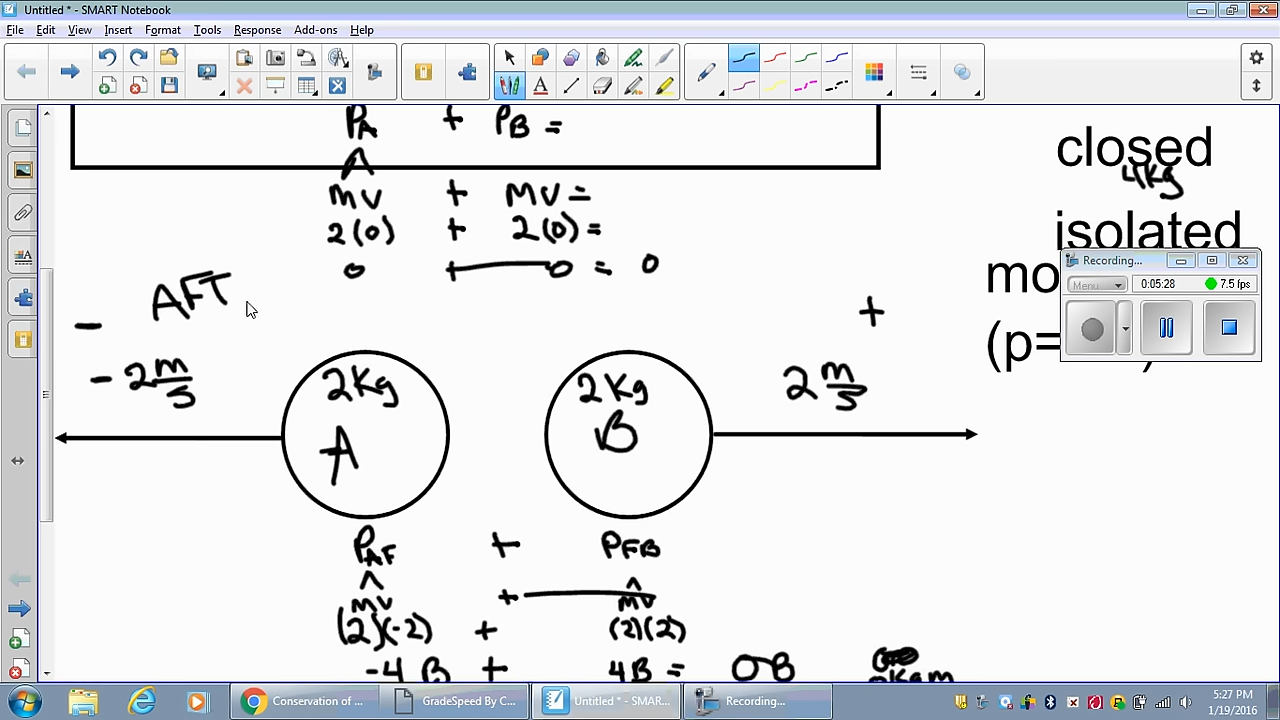 Untitled * - SMART Notebook
File Edit View Insert Format Tools Response Add-ons Help
PA + PB =
closed
4kg
mv + mv =
2(0) + 2(0) =
isolated
0 + 0 = 0
Recording...
Menu 0:05:28 7.5 fps
mo
AFT
- +
(p=
-2 m/s 2Kg 2Kg 2 m/s
A B
PAF + PFB
mv + mv
(2)(-2) + (2)(2)
-4 B + 4B = 0B
Conservation of ... GradeSpeed By C... Untitled * - SMAR... Recording...
5:27 PM
1/19/2016